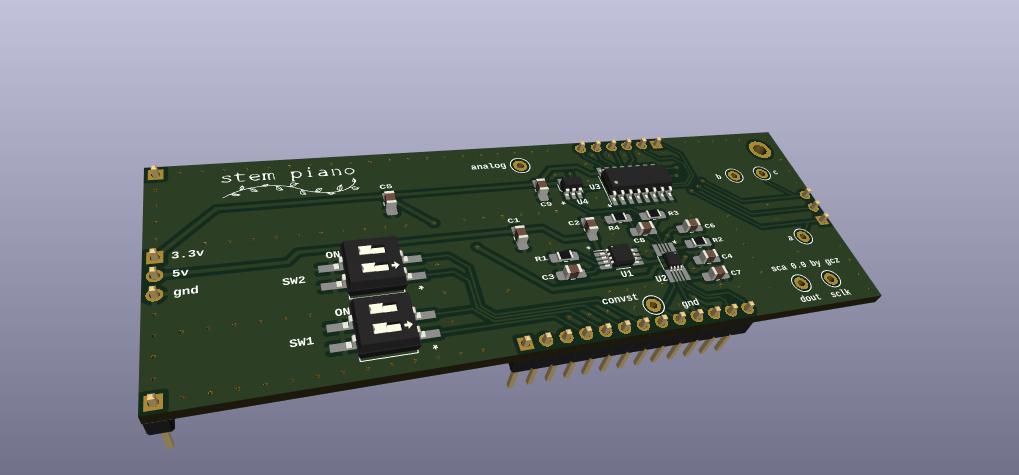 analog
stem piano
b
c
U3
U4
C9
C5
C1
C2
R4
R3
C8
C6
a
3.3v
5v
gnd
ON
SW2
R1
C3
U1
U2
R2
C4
C7
sca 0.0 by gcz
convst
gnd
dout
sclk
ON
SW1